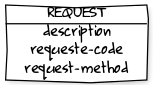 REQUEST
description
requeste-code
request-method